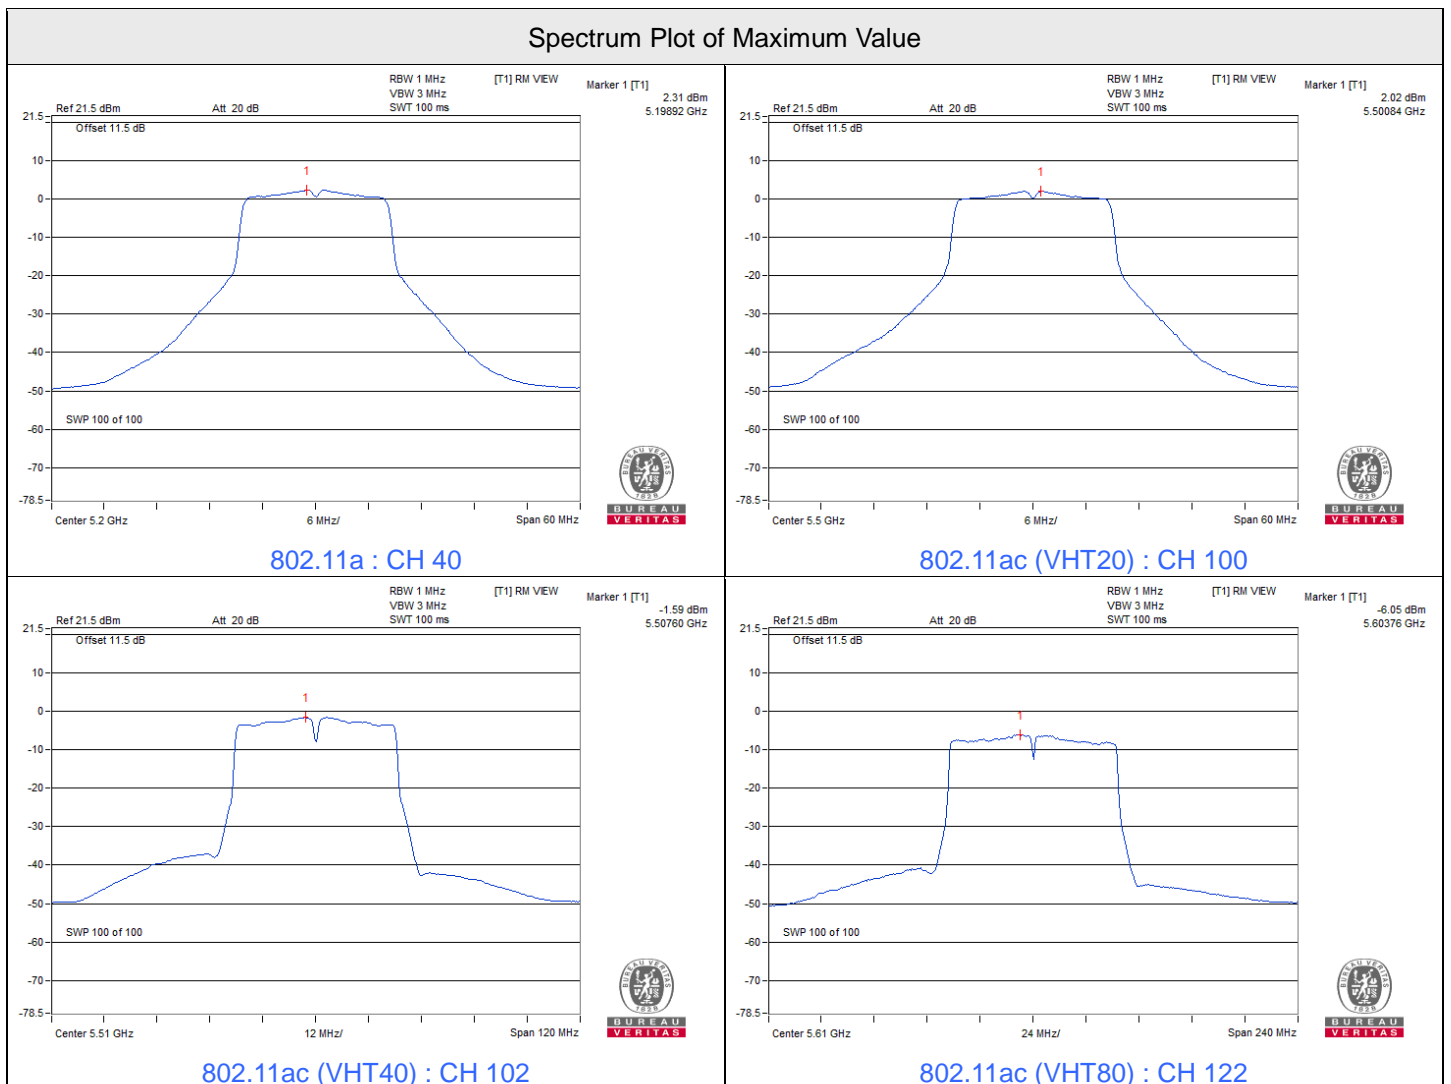 Spectrum Plot of Maximum Value
RBW 1 MHz [T1] RM VIEW Marker 1 [T1]
VBW 3 MHz 2.31 dBm
Ref 21.5 dBm Att 20 dB SWT 100 ms 5.19892 GHz
21.5
Offset 11.5 dB
10
1
0
-10
-20
-30
-40
-50
SWP 100 of 100
-60
-70
-78.5
Center 5.2 GHz 6 MHz/ Span 60 MHz
BUREAU VERITAS
1828
BUREAU
VERITAS
802.11a : CH 40
RBW 1 MHz [T1] RM VIEW Marker 1 [T1]
VBW 3 MHz 2.02 dBm
Ref 21.5 dBm Att 20 dB SWT 100 ms 5.50084 GHz
21.5
Offset 11.5 dB
10
1
0
-10
-20
-30
-40
-50
SWP 100 of 100
-60
-70
-78.5
Center 5.5 GHz 6 MHz/ Span 60 MHz
BUREAU VERITAS
1828
BUREAU
VERITAS
802.11ac (VHT20) : CH 100
RBW 1 MHz [T1] RM VIEW Marker 1 [T1]
VBW 3 MHz -1.59 dBm
Ref 21.5 dBm Att 20 dB SWT 100 ms 5.50760 GHz
21.5
Offset 11.5 dB
10
1
0
-10
-20
-30
-40
-50
SWP 100 of 100
-60
-70
-78.5
Center 5.51 GHz 12 MHz/ Span 120 MHz
BUREAU VERITAS
1828
BUREAU
VERITAS
802.11ac (VHT40) : CH 102
RBW 1 MHz [T1] RM VIEW Marker 1 [T1]
VBW 3 MHz -6.05 dBm
Ref 21.5 dBm Att 20 dB SWT 100 ms 5.60376 GHz
21.5
Offset 11.5 dB
10
1
0
-10
-20
-30
-40
-50
SWP 100 of 100
-60
-70
-78.5
Center 5.61 GHz 24 MHz/ Span 240 MHz
BUREAU VERITAS
1828
BUREAU
VERITAS
802.11ac (VHT80) : CH 122